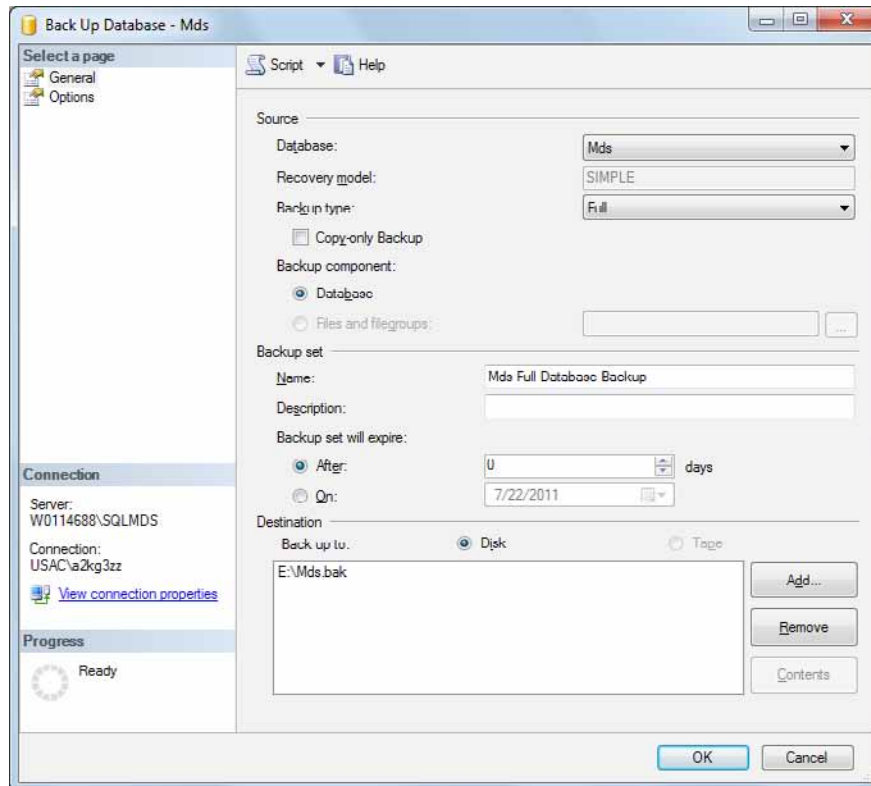 Back Up Database - Mds
Select a page
General
Options
Script
Help
Source
Database:
Mds
Recovery model:
SIMPLE
Backup type:
Full
Copy-only Backup
Backup component:
Database
Files and filegroups:
...
Backup set
Name:
Mds Full Database Backup
Description:
Backup set will expire:
After:
0
days
On:
7/22/2011
Destination
Back up to:
Disk
Tape
E:\Mds.bak
Add...
Remove
Contents
Connection
Server:
W0114688\SQLMDS
Connection:
USAC\a2kg3zz
View connection properties
Progress
Ready
OK
Cancel